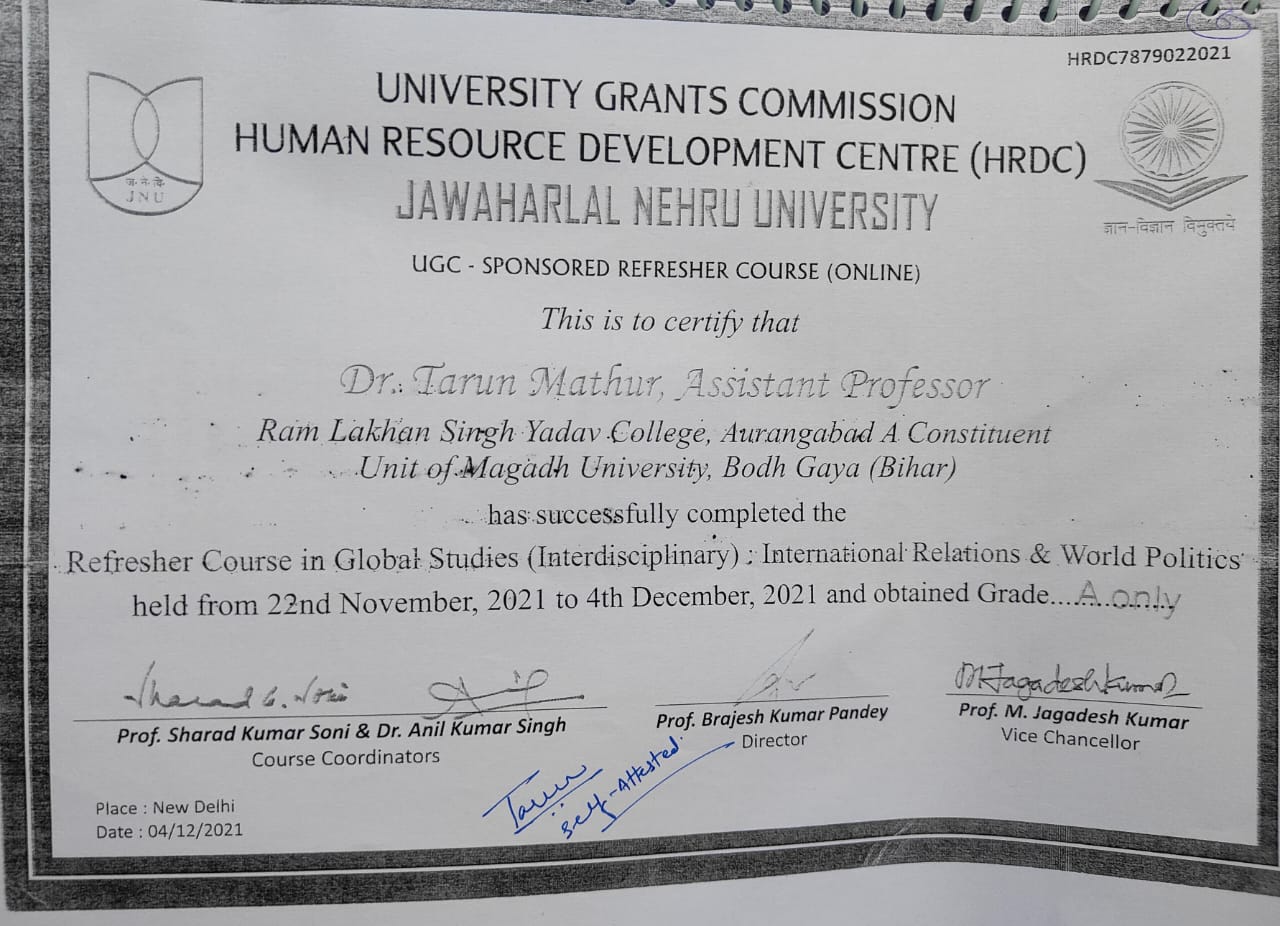 6
HRDC7879022021
ज.ने.वि.
JNU
UNIVERSITY GRANTS COMMISSION
HUMAN RESOURCE DEVELOPMENT CENTRE (HRDC)
JAWAHARLAL NEHRU UNIVERSITY
ज्ञान-विज्ञान विमुक्तये
UGC - SPONSORED REFRESHER COURSE (ONLINE)
This is to certify that
Dr. Tarun Mathur, Assistant Professor
Ram Lakhan Singh Yadav College, Aurangabad A Constituent
Unit of Magadh University, Bodh Gaya (Bihar)
has successfully completed the
Refresher Course in Global Studies (Interdisciplinary) : International Relations & World Politics
held from 22nd November, 2021 to 4th December, 2021 and obtained Grade....A only
Sharad K. Soni
M Jagadesh Kumar
Prof. Sharad Kumar Soni & Dr. Anil Kumar Singh
Course Coordinators
Prof. Brajesh Kumar Pandey
Director
Prof. M. Jagadesh Kumar
Vice Chancellor
Tarun
self-Attested
Place : New Delhi
Date : 04/12/2021